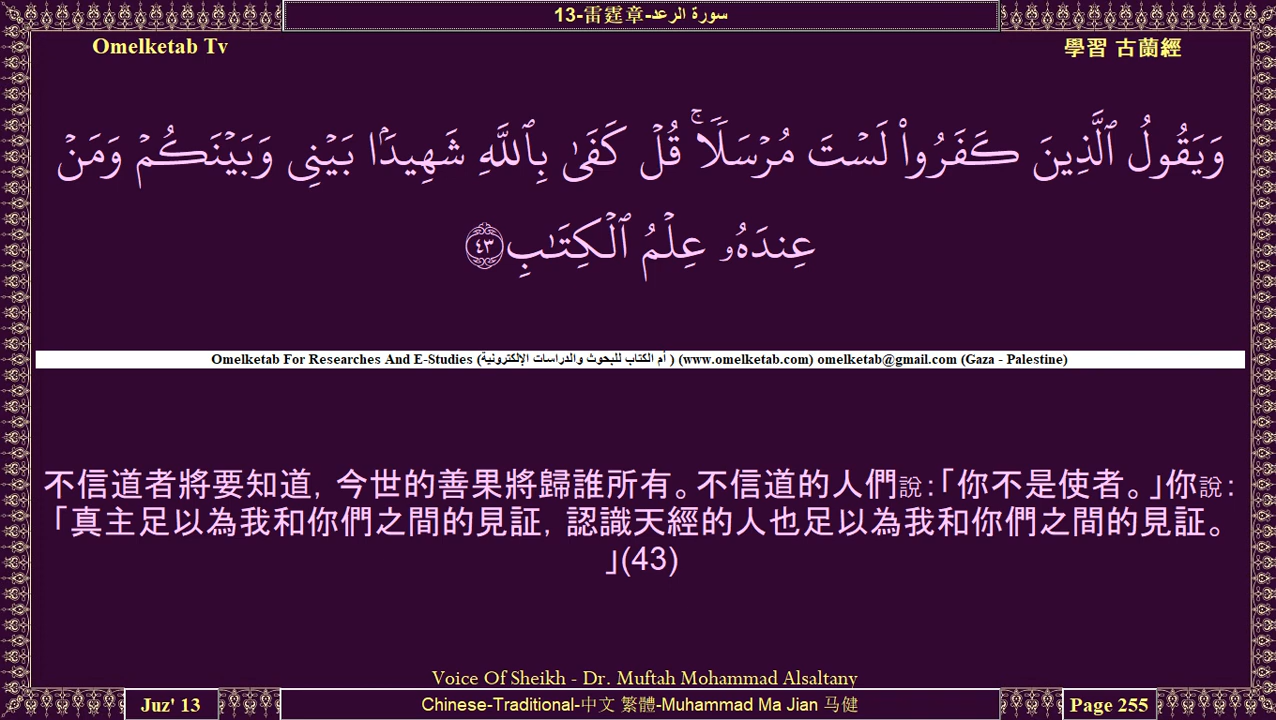 13-雷霆章-سورة الرعد
Omelketab Tv
學習 古蘭經
وَيَقُولُ ٱلَّذِينَ كَفَرُوا۟ لَسْتَ مُرْسَلًا ۚ قُلْ كَفَىٰ بِٱللَّهِ شَهِيدًۢا بَيْنِى وَبَيْنَكُمْ وَمَنْ
عِندَهُۥ عِلْمُ ٱلْكِتَـٰبِ ٤٣
Omelketab For Researches And E-Studies (أم الكتاب للبحوث والدراسات الإلكترونية ) (www.omelketab.com) omelketab@gmail.com (Gaza - Palestine)
不信道者將要知道, 今世的善果將歸誰所有。不信道的人們說:「你不是使者。」你說:
「真主足以為我和你們之間的見証, 認識天經的人也足以為我和你們之間的見証。
」(43)
Voice Of Sheikh - Dr. Muftah Mohammad Alsaltany
Juz' 13
Chinese-Traditional-中文 繁體-Muhammad Ma Jian 马健
Page 255